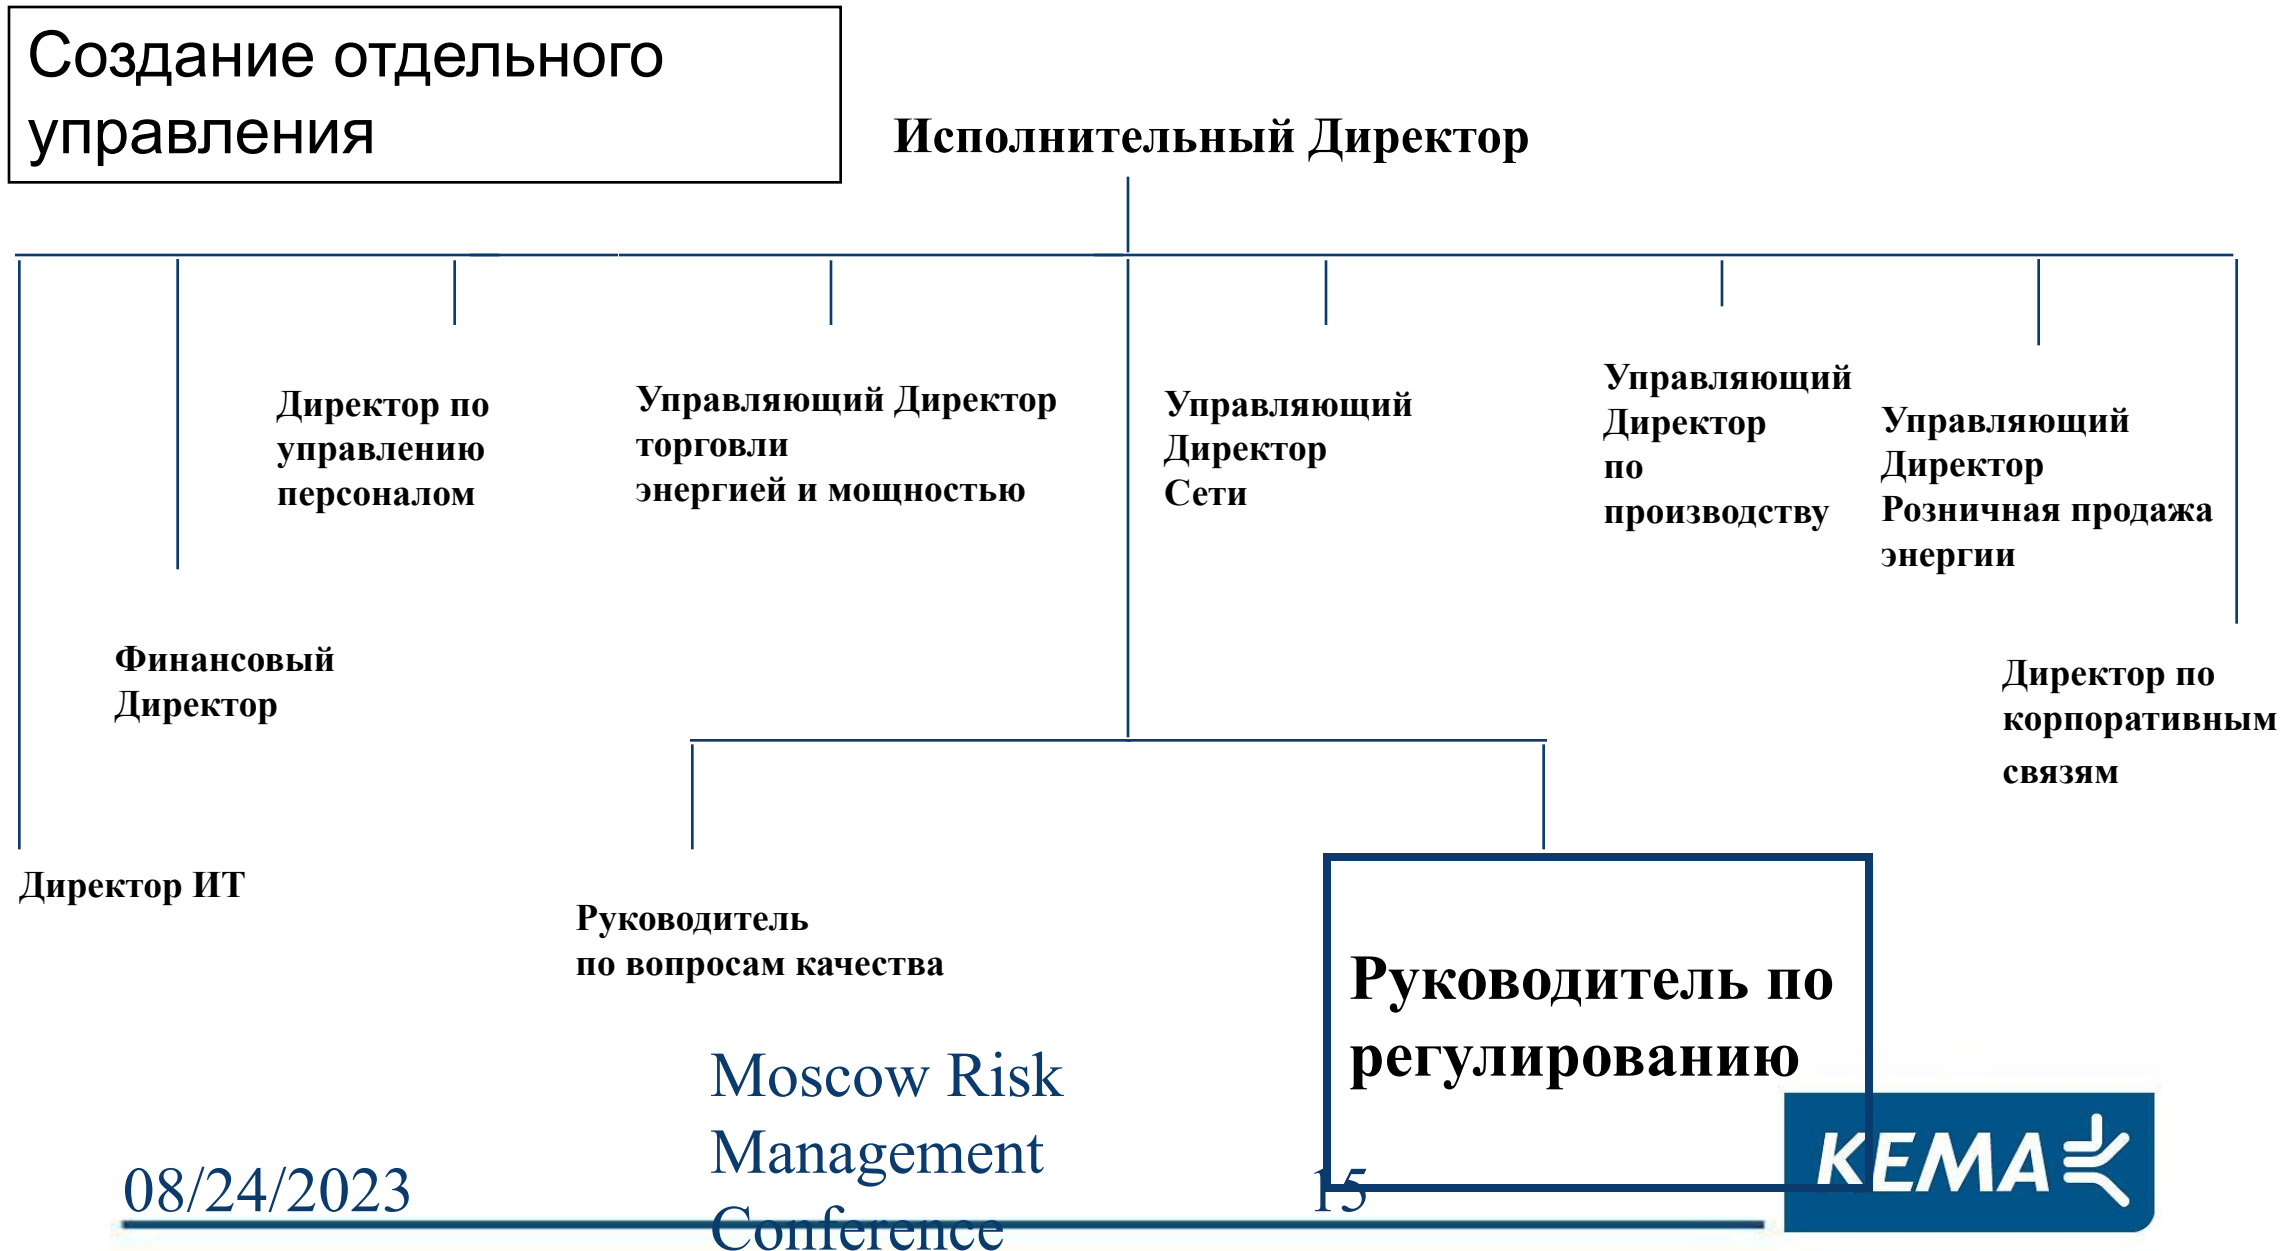 Создание отдельного
управления
Исполнительный Директор
Директор по
управлению
персоналом
Управляющий Директор
торговли
энергией и мощностью
Управляющий
Директор
Сети
Управляющий
Директор
по
производству
Управляющий
Директор
Розничная продажа
энергии
Финансовый
Директор
Директор по
корпоративным
связям
Директор ИТ
Руководитель
по вопросам качества
Руководитель по
регулированию
Moscow Risk
Management
Conference
08/24/2023
15
KEMA